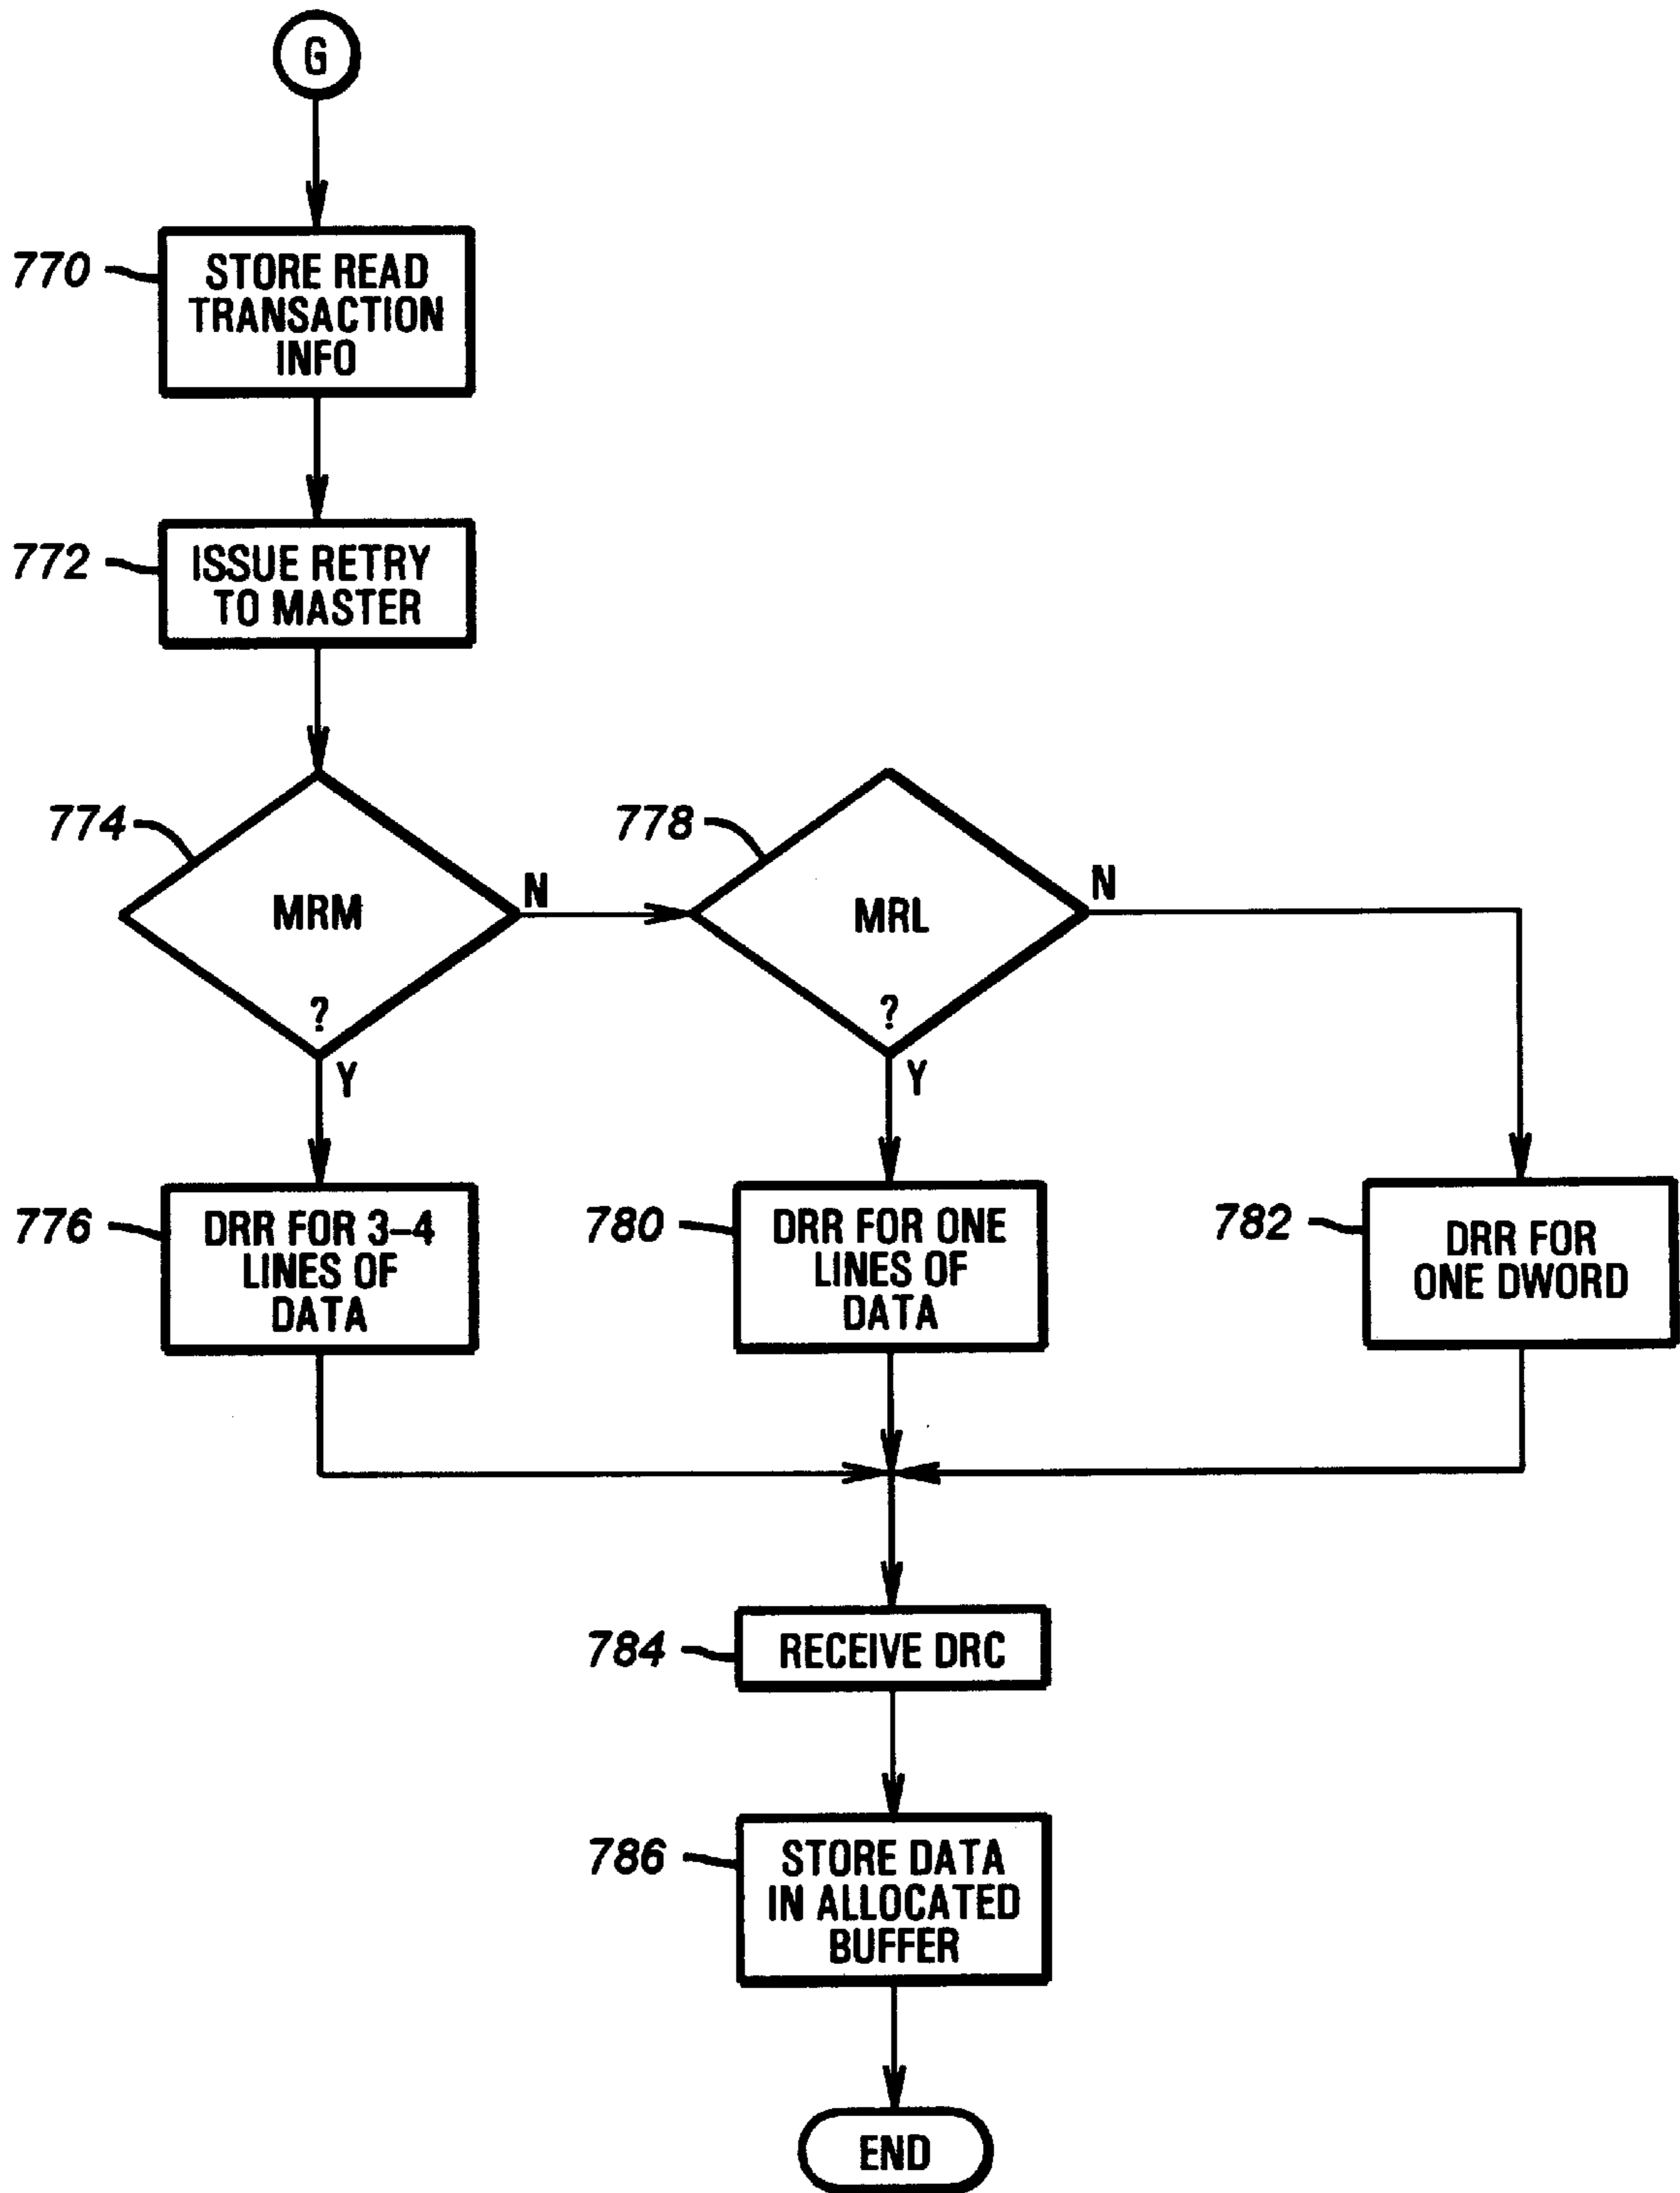 G
770
STORE READ
TRANSACTION
INFO
772
ISSUE RETRY
TO MASTER
774
MRM
?
N
Y
778
MRL
?
N
Y
776
DRR FOR 3–4
LINES OF
DATA
780
DRR FOR ONE
LINES OF
DATA
782
DRR FOR
ONE DWORD
784
RECEIVE DRC
786
STORE DATA
IN ALLOCATED
BUFFER
END